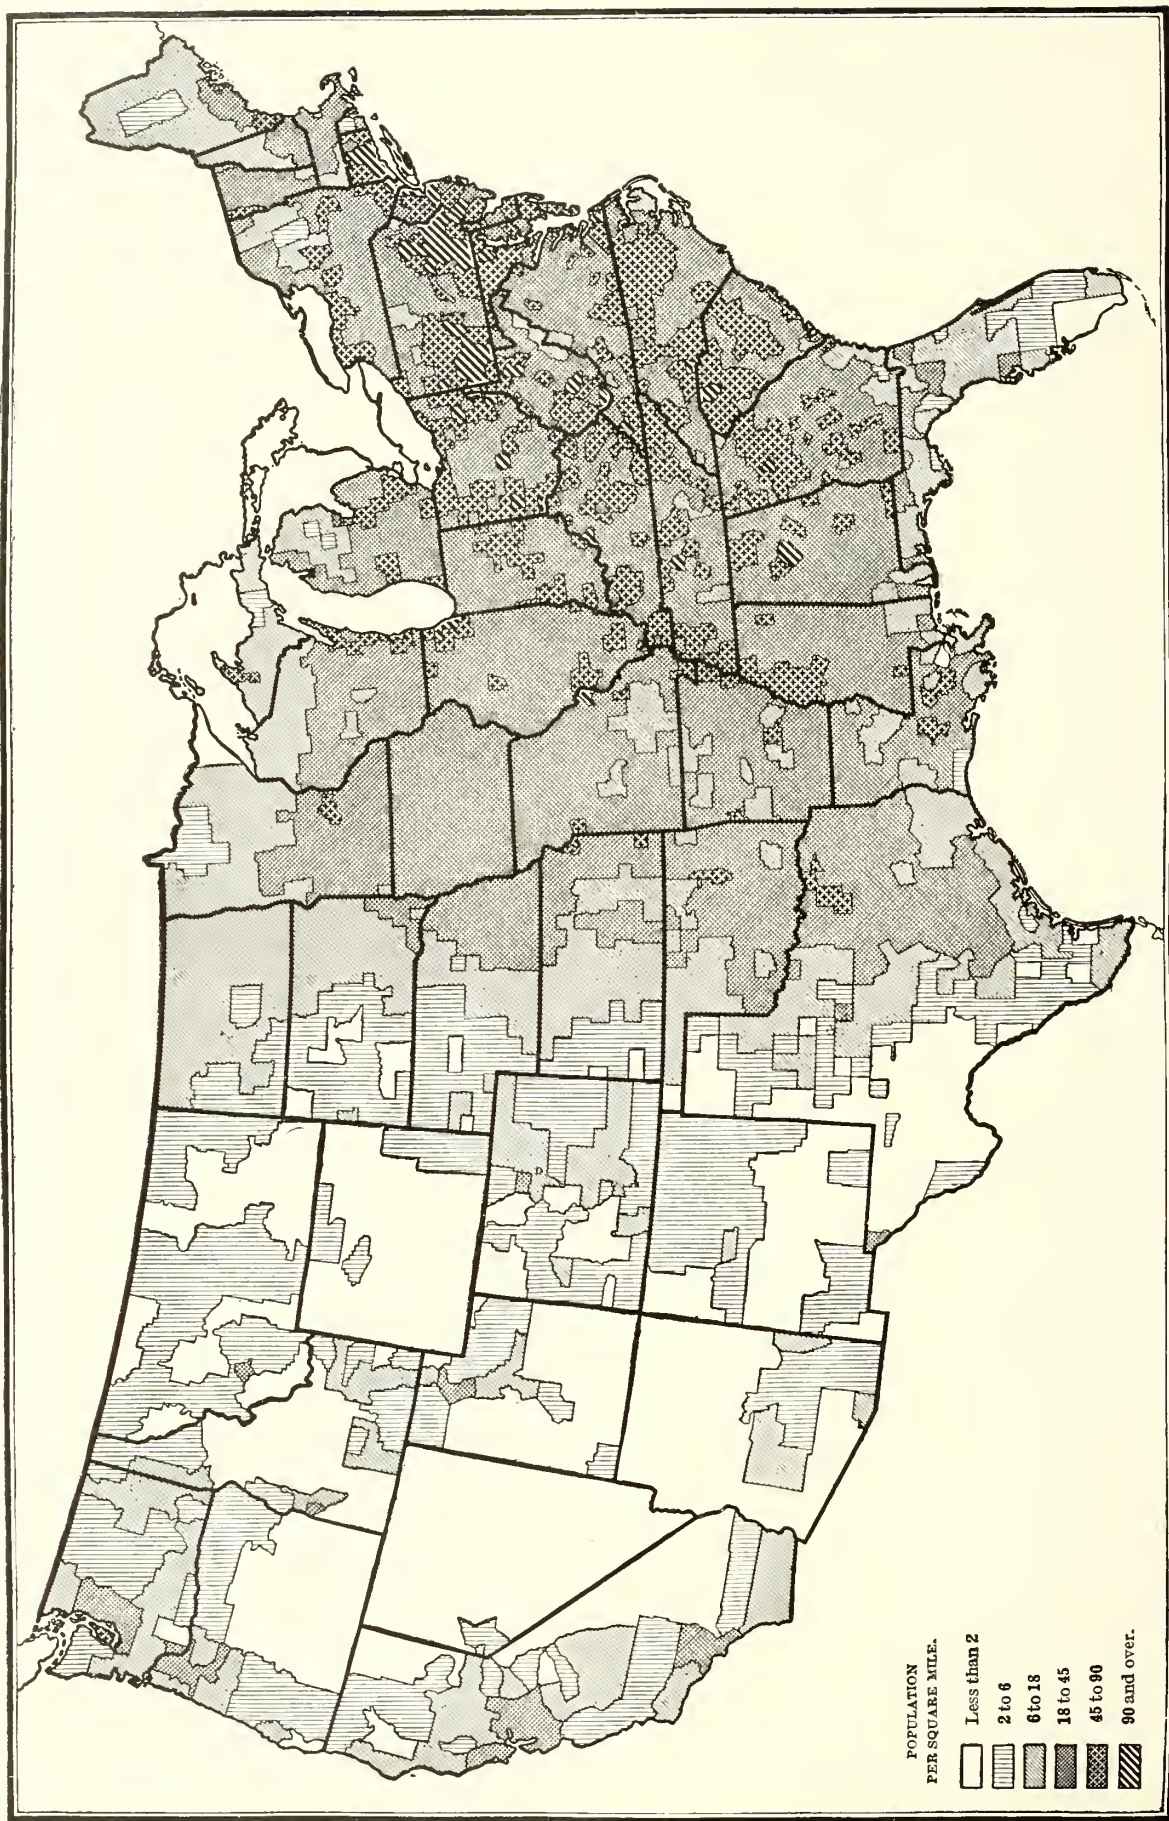 POPULATION
PER SQUARE MILE.
Less than 2
2 to 6
6 to 18
18 to 45
45 to 90
90 and over.